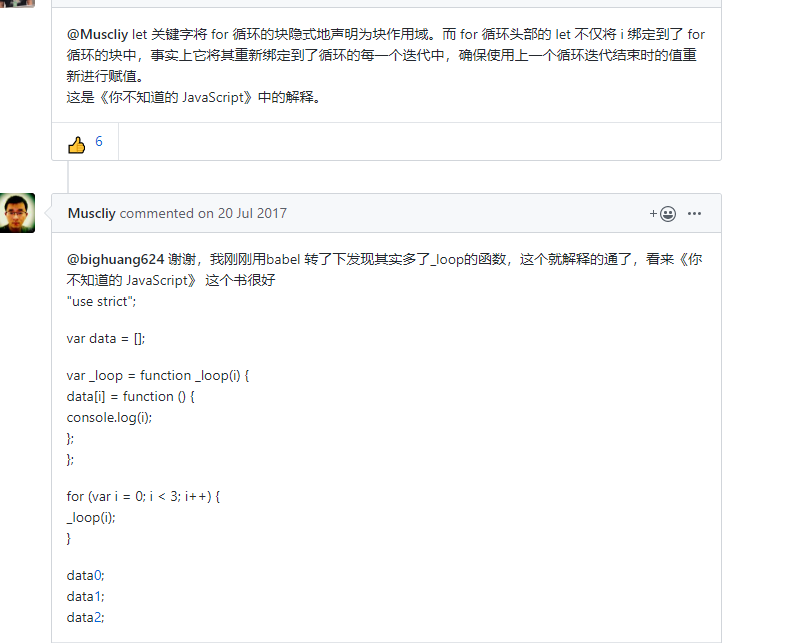 @Muscliy let 关键字将 for 循环的块隐式地声明为块作用域。而 for 循环头部的 let 不仅将 i 绑定到了 for
循环的块中，事实上它将其重新绑定到了循环的每一个迭代中，确保使用上一个循环迭代结束时的值重
新进行赋值。
这是《你不知道的 JavaScript》中的解释。
6
Muscliy commented on 20 Jul 2017
@bighuang624 谢谢，我刚刚用babel 转了下发现其实多了_loop的函数，这个就解释的通了，看来《你
不知道的 JavaScript》 这个书很好
"use strict";
var data = [];
var _loop = function _loop(i) {
data[i] = function () {
console.log(i);
};
};
for (var i = 0; i < 3; i++) {
_loop(i);
}
data0;
data1;
data2;